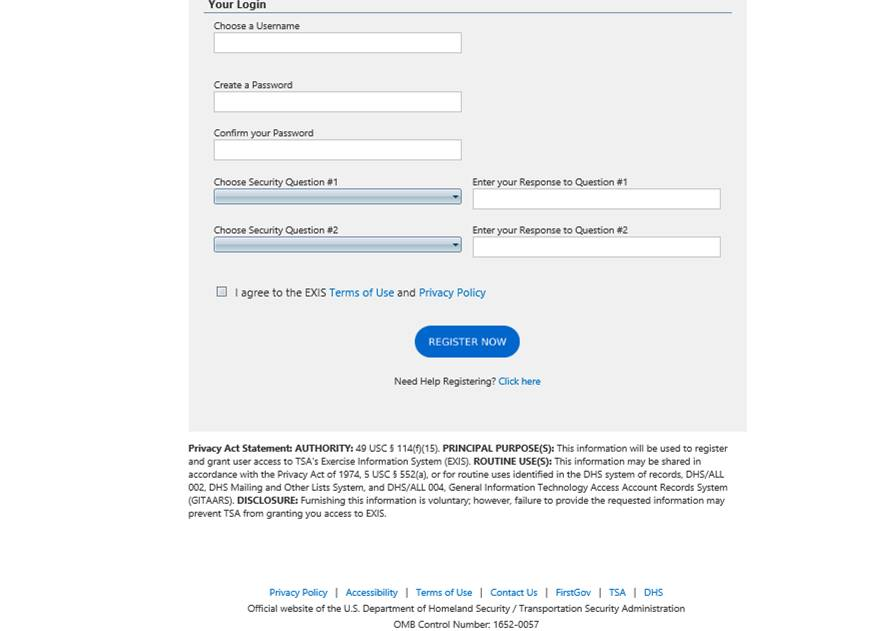 Your Login
Choose a Username
Create a Password
Confirm your Password
Choose Security Question #1
Enter your Response to Question #1
Choose Security Question #2
Enter your Response to Question #2
I agree to the EXIS Terms of Use and Privacy Policy
REGISTER NOW
Need Help Registering? Click here
Privacy Act Statement: AUTHORITY: 49 USC § 114(f)(15). PRINCIPAL PURPOSE(S): This information will be used to register
and grant user access to TSA's Exercise Information System (EXIS). ROUTINE USE(S): This information may be shared in
accordance with the Privacy Act of 1974, 5 USC § 552(a), or for routine uses identified in the DHS system of records, DHS/ALL
002, DHS Mailing and Other Lists System, and DHS/ALL 004, General Information Technology Access Account Records System
(GITAARS). DISCLOSURE: Furnishing this information is voluntary; however, failure to provide the requested information may
prevent TSA from granting you access to EXIS.
Privacy Policy | Accessibility | Terms of Use | Contact Us | FirstGov | TSA | DHS
Official website of the U.S. Department of Homeland Security / Transportation Security Administration
OMB Control Number: 1652-0057